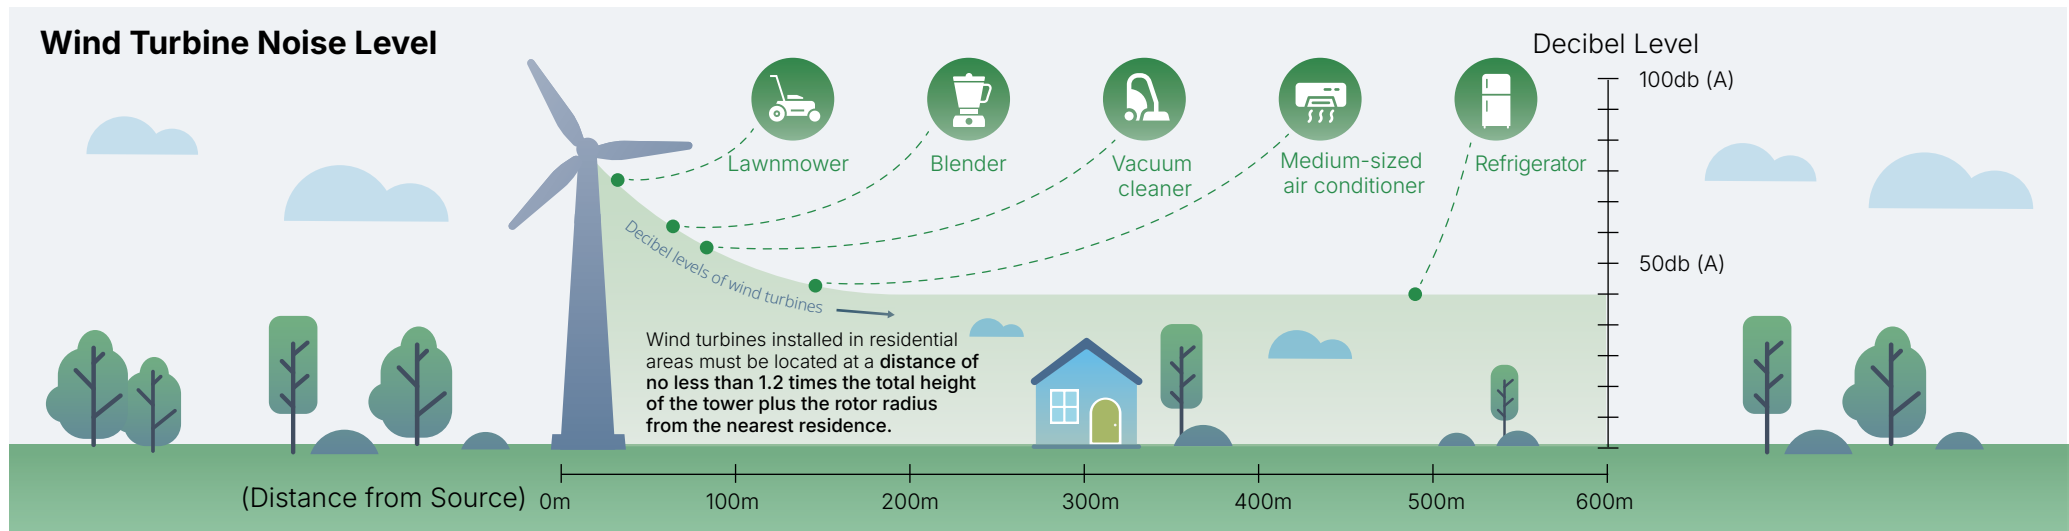 Wind Turbine Noise Level
Decibel Level
100db (A)
50db (A)
Lawnmower
Blender
Vacuum
cleaner
Medium-sized
air conditioner
Refrigerator
Decibel levels of wind turbines
Wind turbines installed in residential
areas must be located at a distance of
no less than 1.2 times the total height
of the tower plus the rotor radius
from the nearest residence.
(Distance from Source)
0m
100m
200m
300m
400m
500m
600m